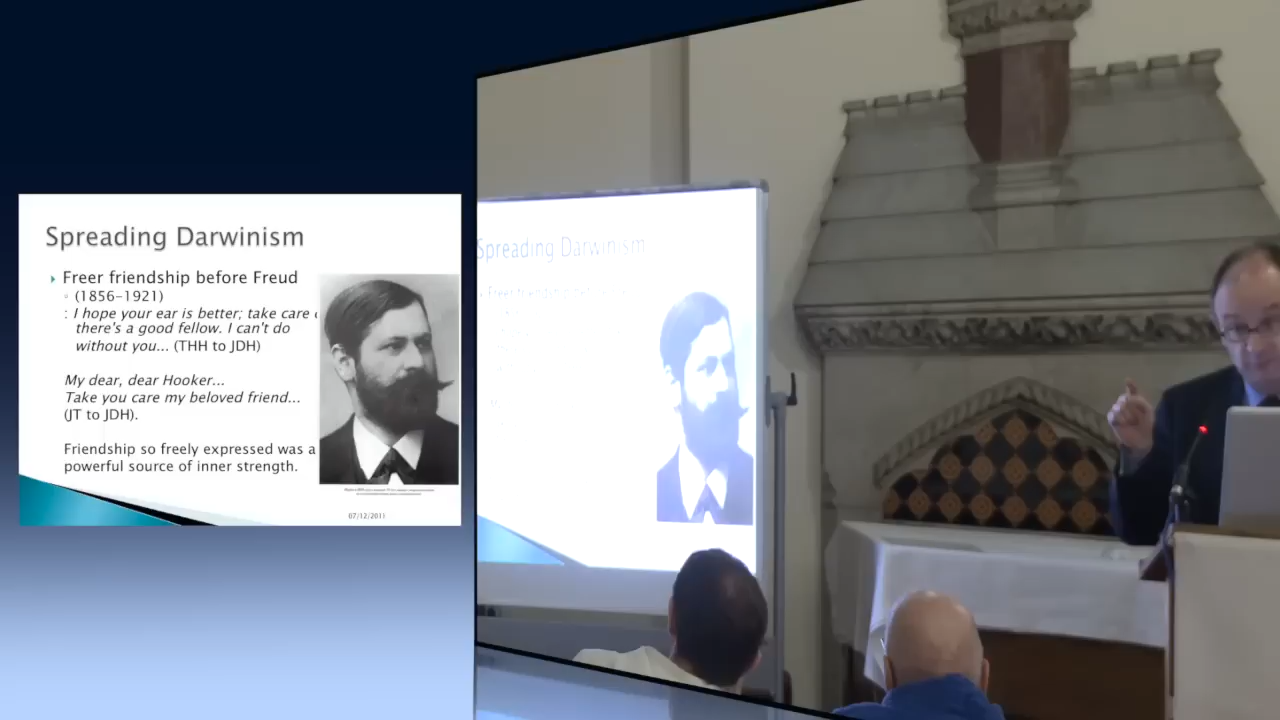 Spreading Darwinism
Freer friendship before Freud
(1856-1921)
: I hope your ear is better; take care
there's a good fellow. I can't do
without you... (THH to JDH)
My dear, dear Hooker...
Take you care my beloved friend...
(JT to JDH).
Friendship so freely expressed was a
powerful source of inner strength.
07/12/2011
Spreading Darwinism